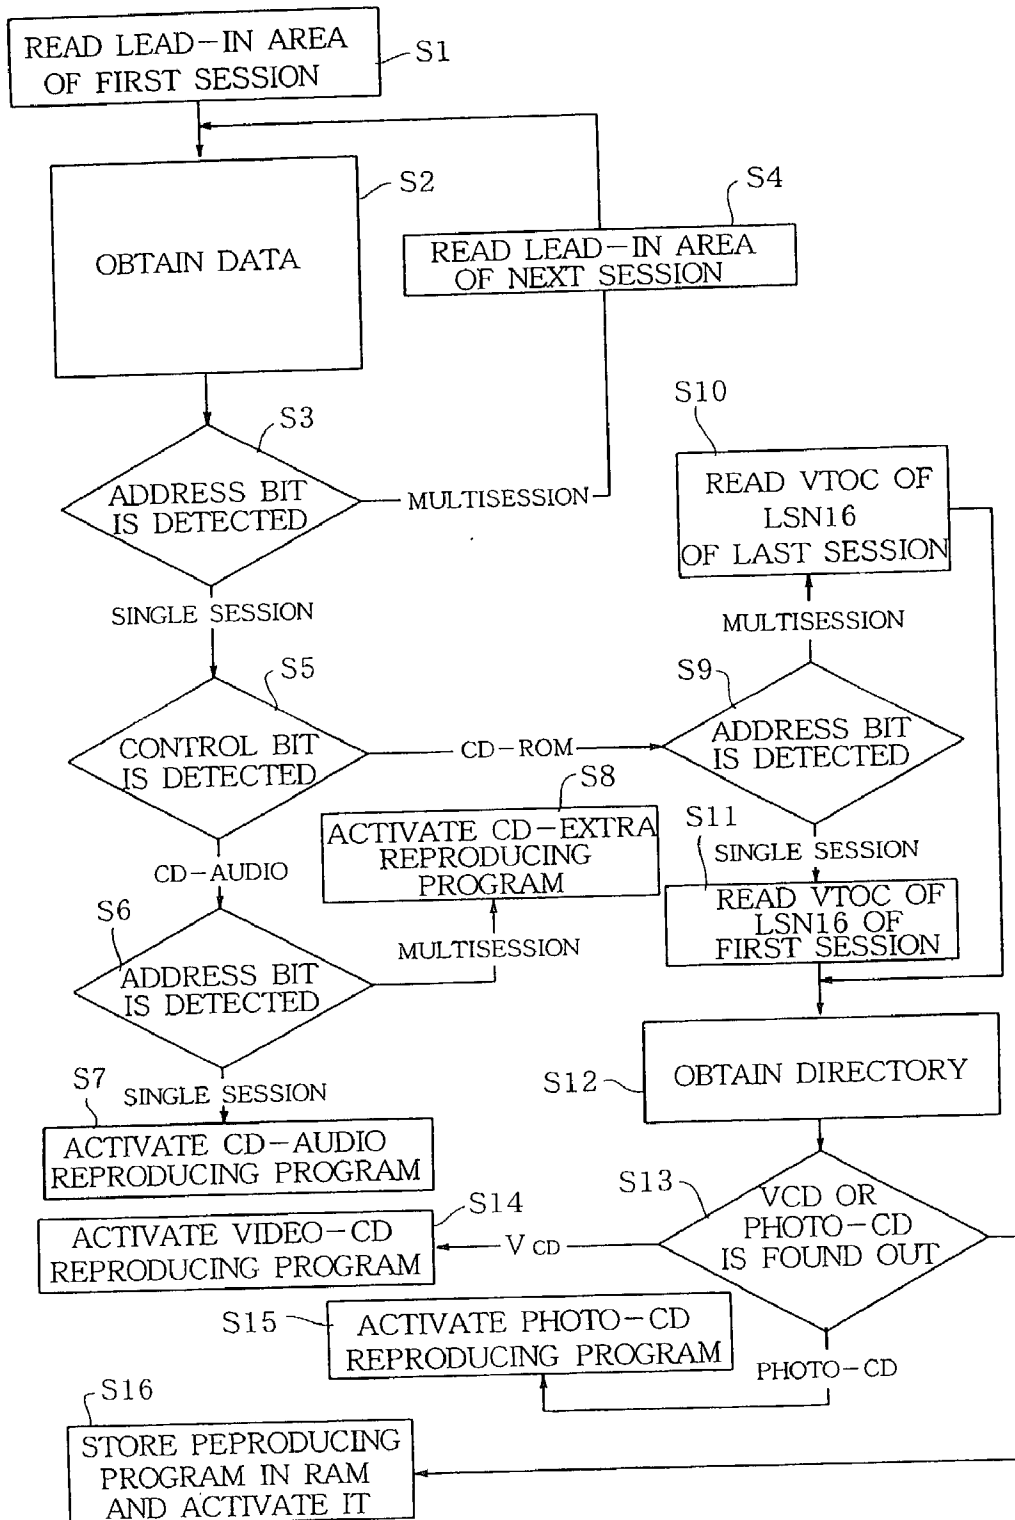 READ LEAD-IN AREA
OF FIRST SESSION
S1
S2
OBTAIN DATA
S4
READ LEAD-IN AREA
OF NEXT SESSION
S3
ADDRESS BIT
IS DETECTED
MULTISESSION
SINGLE SESSION
S10
READ VTOC OF
LSN16
OF LAST SESSION
MULTISESSION
S5
CONTROL BIT
IS DETECTED
CD-ROM
S9
ADDRESS BIT
IS DETECTED
S8
ACTIVATE CD-EXTRA
REPRODUCING
PROGRAM
MULTISESSION
CD-AUDIO
S6
ADDRESS BIT
IS DETECTED
S11
SINGLE SESSION
READ VTOC OF
LSN16 OF
FIRST SESSION
S7
SINGLE SESSION
ACTIVATE CD-AUDIO
REPRODUCING PROGRAM
S12
OBTAIN DIRECTORY
S13
VCD OR
PHOTO-CD
IS FOUND OUT
S14
VCD
ACTIVATE VIDEO-CD
REPRODUCING PROGRAM
S15
ACTIVATE PHOTO-CD
REPRODUCING PROGRAM
PHOTO-CD
S16
STORE PEPRODUCING
PROGRAM IN RAM
AND ACTIVATE IT